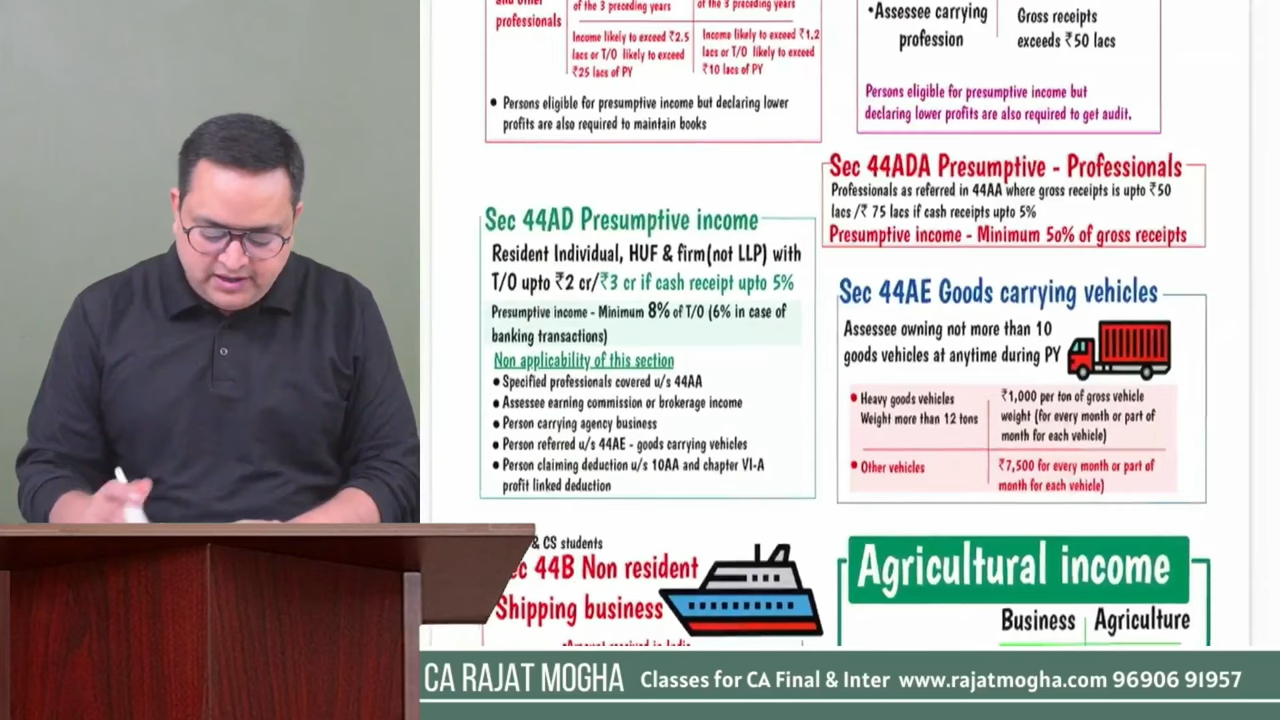 and other
professionals
of the 3 preceding years
of the 3 preceding years
Income likely to exceed ₹2.5
lacs or T/O likely to exceed
₹25 lacs of PY
Income likely to exceed ₹1.2
lacs or T/O likely to exceed
₹10 lacs of PY
• Persons eligible for presumptive income but declaring lower
profits are also required to maintain books
•Assessee carrying
profession
Gross receipts
exceeds ₹50 lacs
Persons eligible for presumptive income but
declaring lower profits are also required to get audit.
Sec 44ADA Presumptive - Professionals
Professionals as referred in 44AA where gross receipts is upto ₹50
lacs /₹ 75 lacs if cash receipts upto 5%
Presumptive income - Minimum 50% of gross receipts
Sec 44AD Presumptive income
Resident Individual, HUF & firm(not LLP) with
T/O upto ₹2 cr/₹3 cr if cash receipt upto 5%
Presumptive income - Minimum 8% of T/O (6% in case of
banking transactions)
Non applicability of this section
• Specified professionals covered u/s 44AA
• Assessee earning commission or brokerage income
• Person carrying agency business
• Person referred u/s 44AE - goods carrying vehicles
• Person claiming deduction u/s 10AA and chapter VI-A
profit linked deduction
Sec 44AE Goods carrying vehicles
Assessee owning not more than 10
goods vehicles at anytime during PY
• Heavy goods vehicles
Weight more than 12 tons
₹1,000 per ton of gross vehicle
weight (for every month or part of
month for each vehicle)
• Other vehicles
₹7,500 for every month or part of
month for each vehicle)
& CS students
ec 44B Non resident
Shipping business
•Amount received in India
Agricultural income
Business
Agriculture
CA RAJAT MOGHA
Classes for CA Final & Inter www.rajatmogha.com 96906 91957